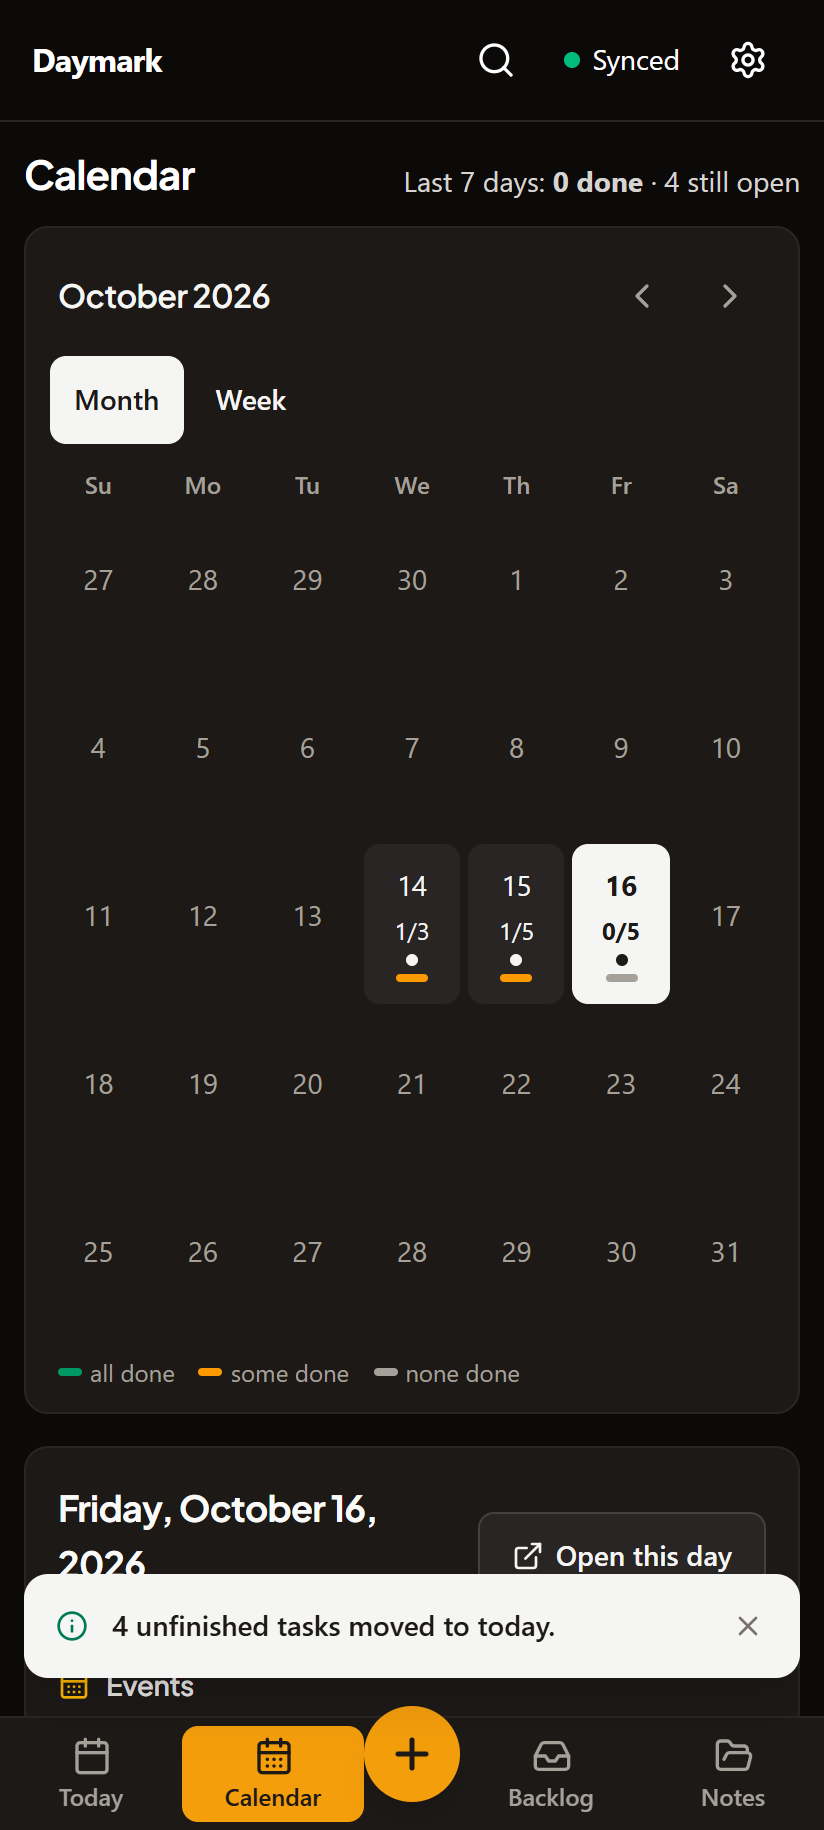 Daymark
Synced
Calendar
Last 7 days: 0 done · 4 still open
October 2026
Month Week
Su Mo Tu We Th Fr Sa
27 28 29 30 1 2 3
4 5 6 7 8 9 10
11 12 13 14 15 16 17
1/3 1/5 0/5
18 19 20 21 22 23 24
25 26 27 28 29 30 31
all done some done none done
Friday, October 16,
2026
Open this day
4 unfinished tasks moved to today.
Events
Today Calendar Backlog Notes